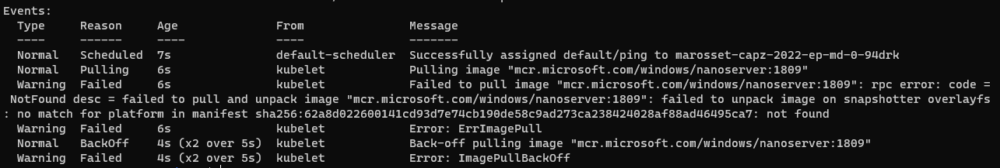 Events:
  Type     Reason     Age                From               Message
  ----     ------     ----               ----               -------
  Normal   Scheduled  7s                 default-scheduler  Successfully assigned default/ping to marosset-capz-2022-ep-md-0-94drk
  Normal   Pulling    6s                 kubelet            Pulling image "mcr.microsoft.com/windows/nanoserver:1809"
  Warning  Failed     6s                 kubelet            Failed to pull image "mcr.microsoft.com/windows/nanoserver:1809": rpc error: code =
 NotFound desc = failed to pull and unpack image "mcr.microsoft.com/windows/nanoserver:1809": failed to unpack image on snapshotter overlayfs
: no match for platform in manifest sha256:62a8d022600141cd93d7e74cb190de58c9ad273ca238424028af88ad46495ca7: not found
  Warning  Failed     6s                 kubelet            Error: ErrImagePull
  Normal   BackOff    4s (x2 over 5s)    kubelet            Back-off pulling image "mcr.microsoft.com/windows/nanoserver:1809"
  Warning  Failed     4s (x2 over 5s)    kubelet            Error: ImagePullBackOff